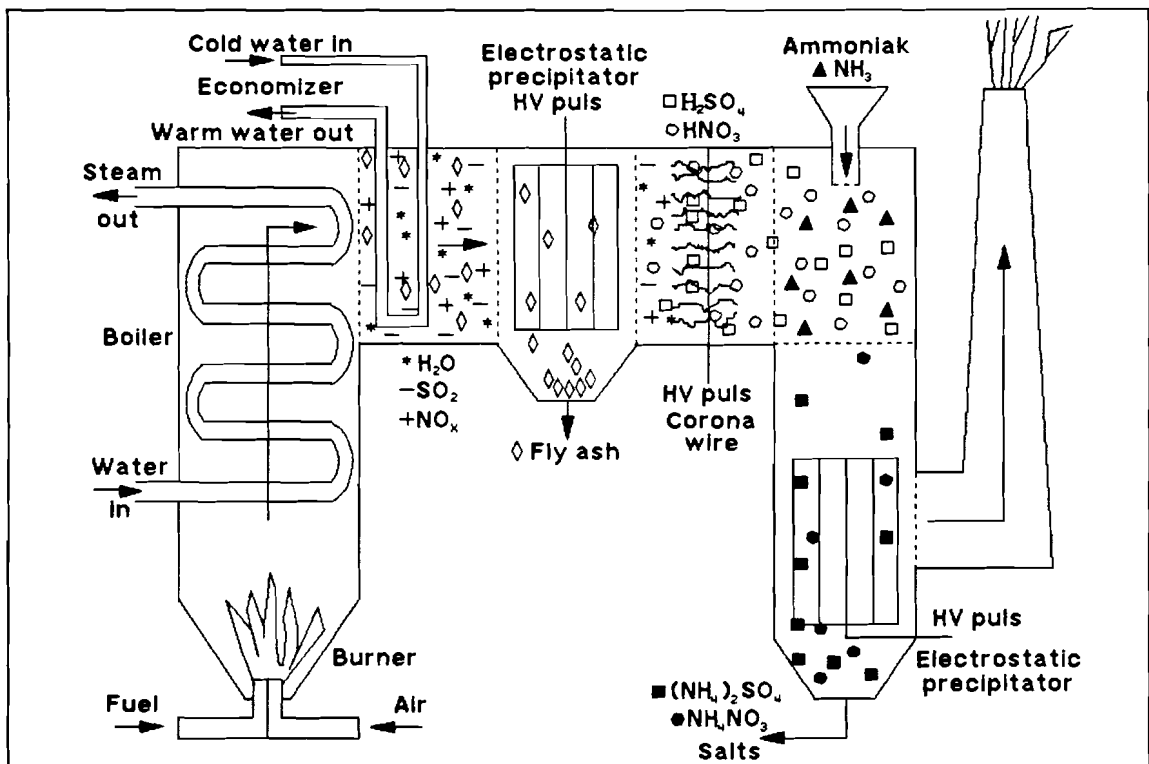 Cold water in
Economizer
Warm water out
Steam
out
Boiler
Water
in
Burner
Fuel
Air
Electrostatic
precipitator
HV puls
* H₂O
– SO₂
+ NOₓ
◊ Fly ash
□ H₂SO₄
○ HNO₃
HV puls
Corona
wire
Ammoniak
▲ NH₃
HV puls
Electrostatic
precipitator
■ (NH₄)₂SO₄
● NH₄NO₃
Salts